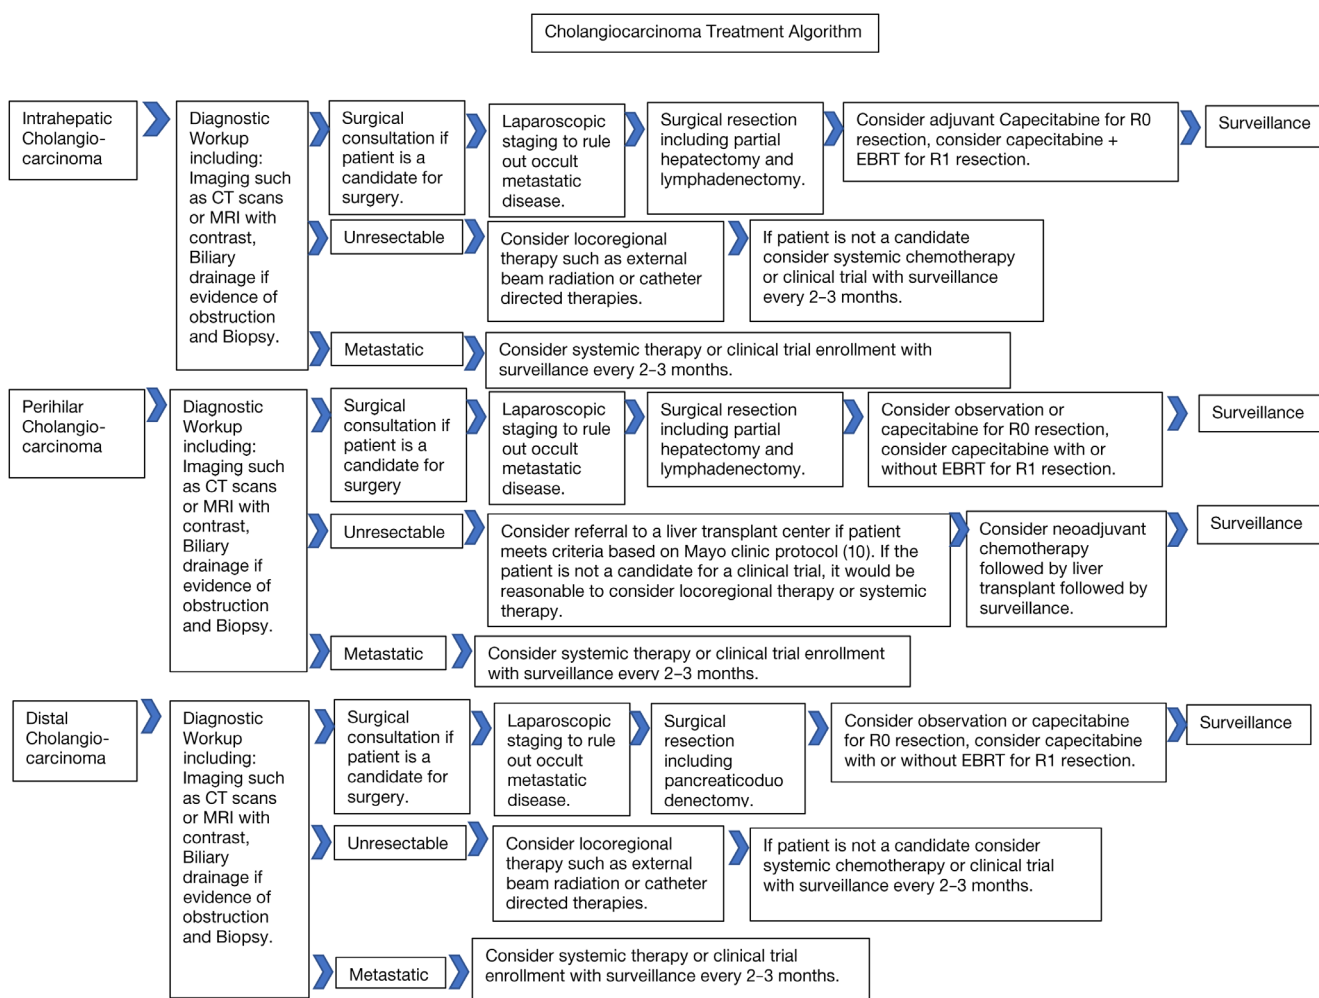 Cholangiocarcinoma Treatment Algorithm
Intrahepatic
Cholangio-
carcinoma
Diagnostic
Workup
including:
Imaging such
as CT scans
or MRI with
contrast,
Biliary
drainage if
evidence of
obstruction
and Biopsy.
Surgical
consultation if
patient is a
candidate for
surgery.
Laparoscopic
staging to rule
out occult
metastatic
disease.
Surgical resection
including partial
hepatectomy and
lymphadenectomy.
Consider adjuvant Capecitabine for R0
resection, consider capecitabine +
EBRT for R1 resection.
Surveillance
Unresectable
Consider locoregional
therapy such as external
beam radiation or catheter
directed therapies.
If patient is not a candidate
consider systemic chemotherapy
or clinical trial with surveillance
every 2–3 months.
Metastatic
Consider systemic therapy or clinical trial enrollment with
surveillance every 2–3 months.
Perihilar
Cholangio-
carcinoma
Diagnostic
Workup
including:
Imaging such
as CT scans
or MRI with
contrast,
Biliary
drainage if
evidence of
obstruction
and Biopsy.
Surgical
consultation if
patient is a
candidate for
surgery
Laparoscopic
staging to rule
out occult
metastatic
disease.
Surgical resection
including partial
hepatectomy and
lymphadenectomy.
Consider observation or
capecitabine for R0 resection,
consider capecitabine with or
without EBRT for R1 resection.
Surveillance
Unresectable
Consider referral to a liver transplant center if patient
meets criteria based on Mayo clinic protocol (10). If the
patient is not a candidate for a clinical trial, it would be
reasonable to consider locoregional therapy or systemic
therapy.
Consider neoadjuvant
chemotherapy
followed by liver
transplant followed by
surveillance.
Surveillance
Metastatic
Consider systemic therapy or clinical trial enrollment
with surveillance every 2–3 months.
Distal
Cholangio-
carcinoma
Diagnostic
Workup
including:
Imaging such
as CT scans
or MRI with
contrast,
Biliary
drainage if
evidence of
obstruction
and Biopsy.
Surgical
consultation if
patient is a
candidate for
surgery.
Laparoscopic
staging to rule
out occult
metastatic
disease.
Surgical
resection
including
pancreaticoduo
denectomy.
Consider observation or capecitabine
for R0 resection, consider capecitabine
with or without EBRT for R1 resection.
Surveillance
Unresectable
Consider locoregional
therapy such as external
beam radiation or catheter
directed therapies.
If patient is not a candidate consider
systemic chemotherapy or clinical trial
with surveillance every 2–3 months.
Metastatic
Consider systemic therapy or clinical trial
enrollment with surveillance every 2–3 months.